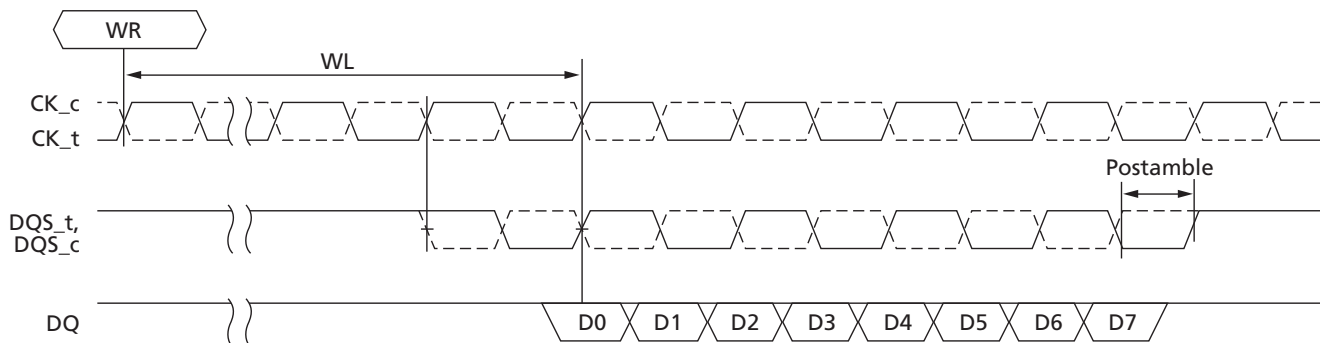 WR
WL
CK_c
CK_t
Postamble
DQS_t,
DQS_c
DQ
D0
D1
D2
D3
D4
D5
D6
D7